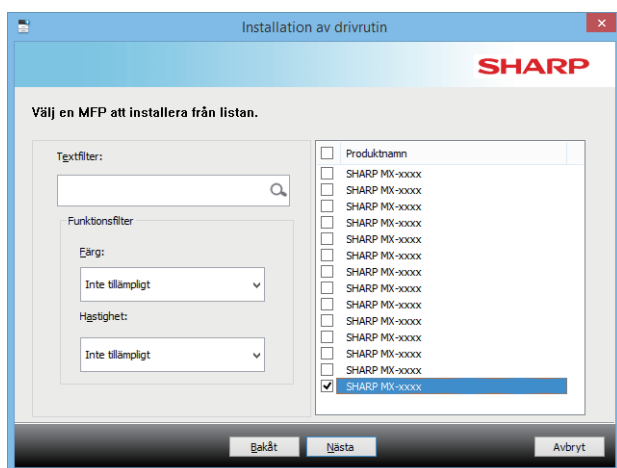 Installation av drivrutin
SHARP
Välj en MFP att installera från listan.
Textfilter:
Funktionsfilter
Färg:
Inte tillämpligt
Hastighet:
Inte tillämpligt
Produktnamn
SHARP MX-xxxx
SHARP MX-xxxx
SHARP MX-xxxx
SHARP MX-xxxx
SHARP MX-xxxx
SHARP MX-xxxx
SHARP MX-xxxx
SHARP MX-xxxx
SHARP MX-xxxx
SHARP MX-xxxx
SHARP MX-xxxx
SHARP MX-xxxx
SHARP MX-xxxx
SHARP MX-xxxx
Bakåt
Nästa
Avbryt